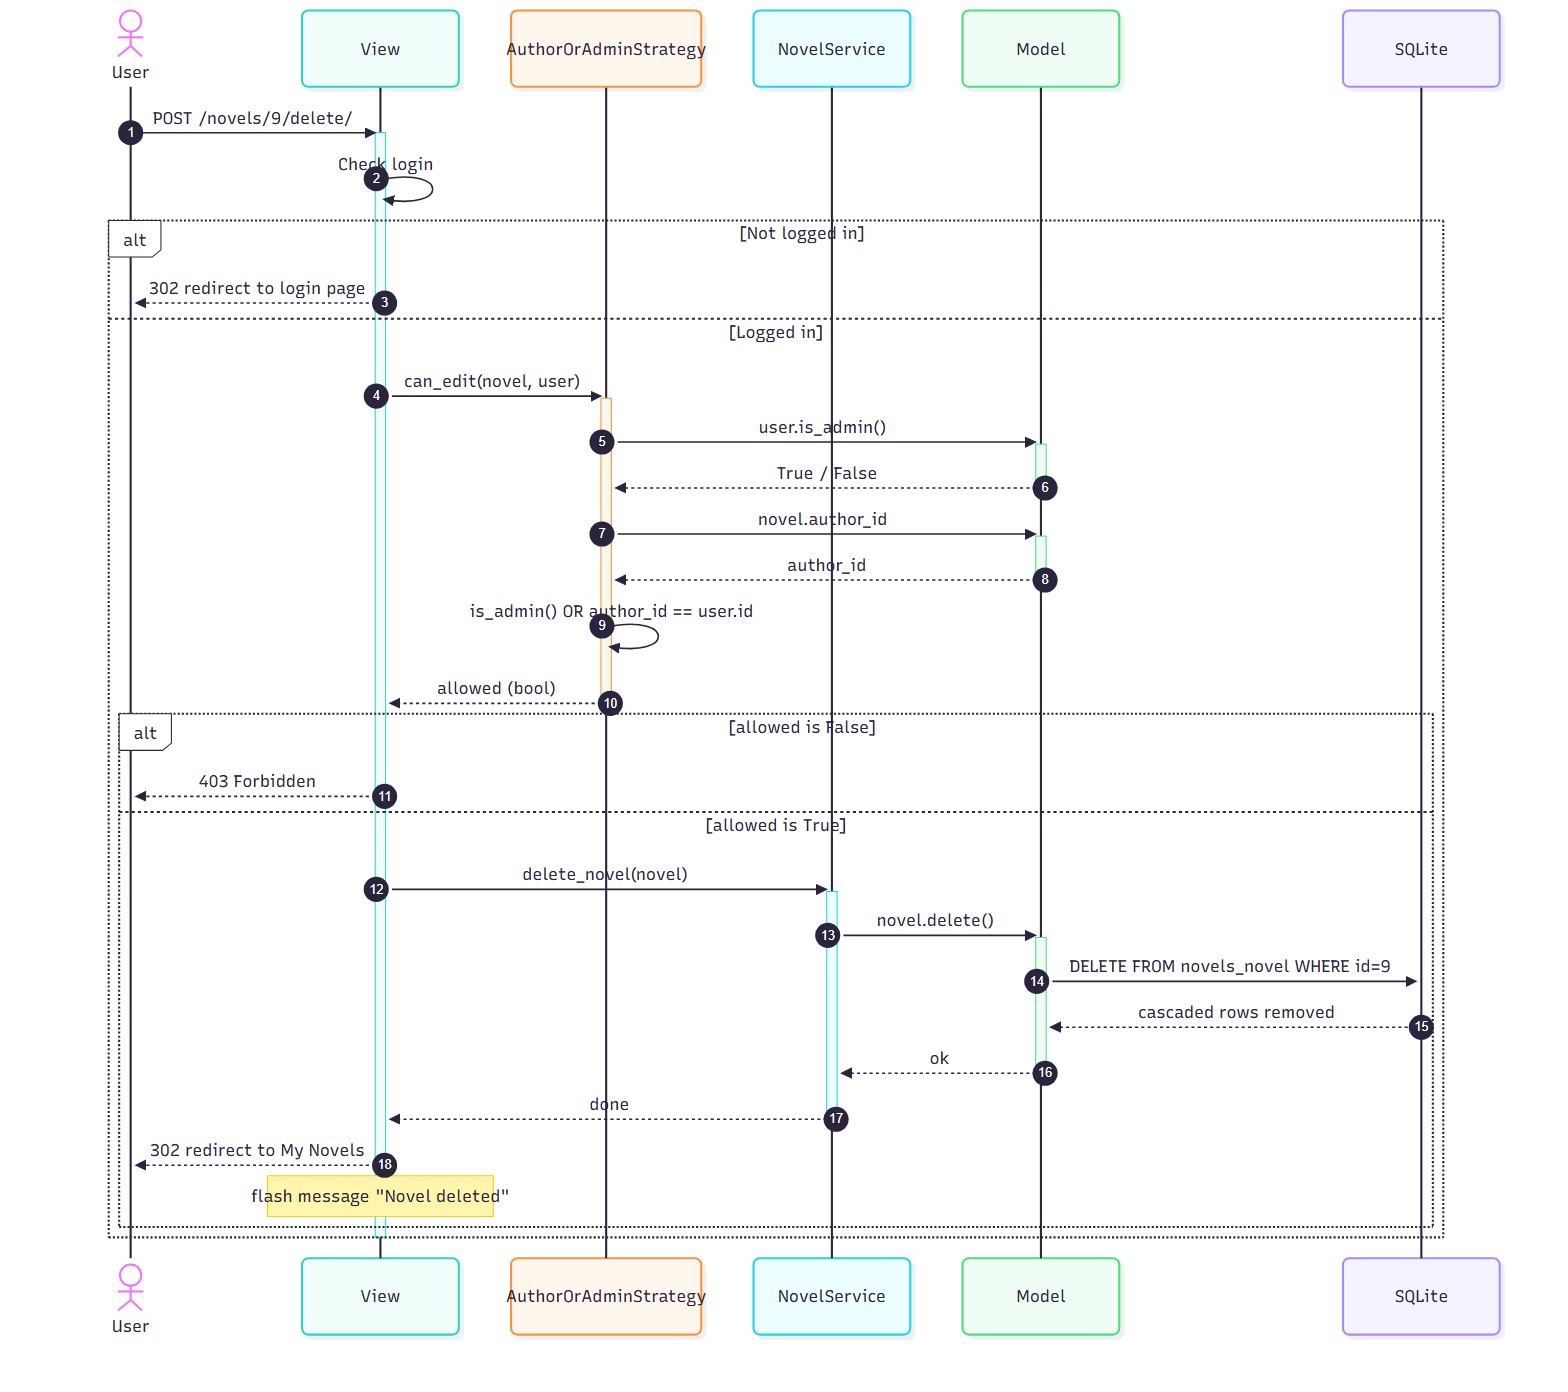 User
View
AuthorOrAdminStrategy
NovelService
Model
SQLite
1
POST /novels/9/delete/
Check login
2
alt
[Not logged in]
302 redirect to login page
3
[Logged in]
4
can_edit(novel, user)
5
user.is_admin()
True / False
6
7
novel.author_id
author_id
8
is_admin() OR author_id == user.id
9
allowed (bool)
10
alt
[allowed is False]
403 Forbidden
11
[allowed is True]
12
delete_novel(novel)
13
novel.delete()
14
DELETE FROM novels_novel WHERE id=9
cascaded rows removed
15
ok
16
done
17
302 redirect to My Novels
18
flash message "Novel deleted"
User
View
AuthorOrAdminStrategy
NovelService
Model
SQLite